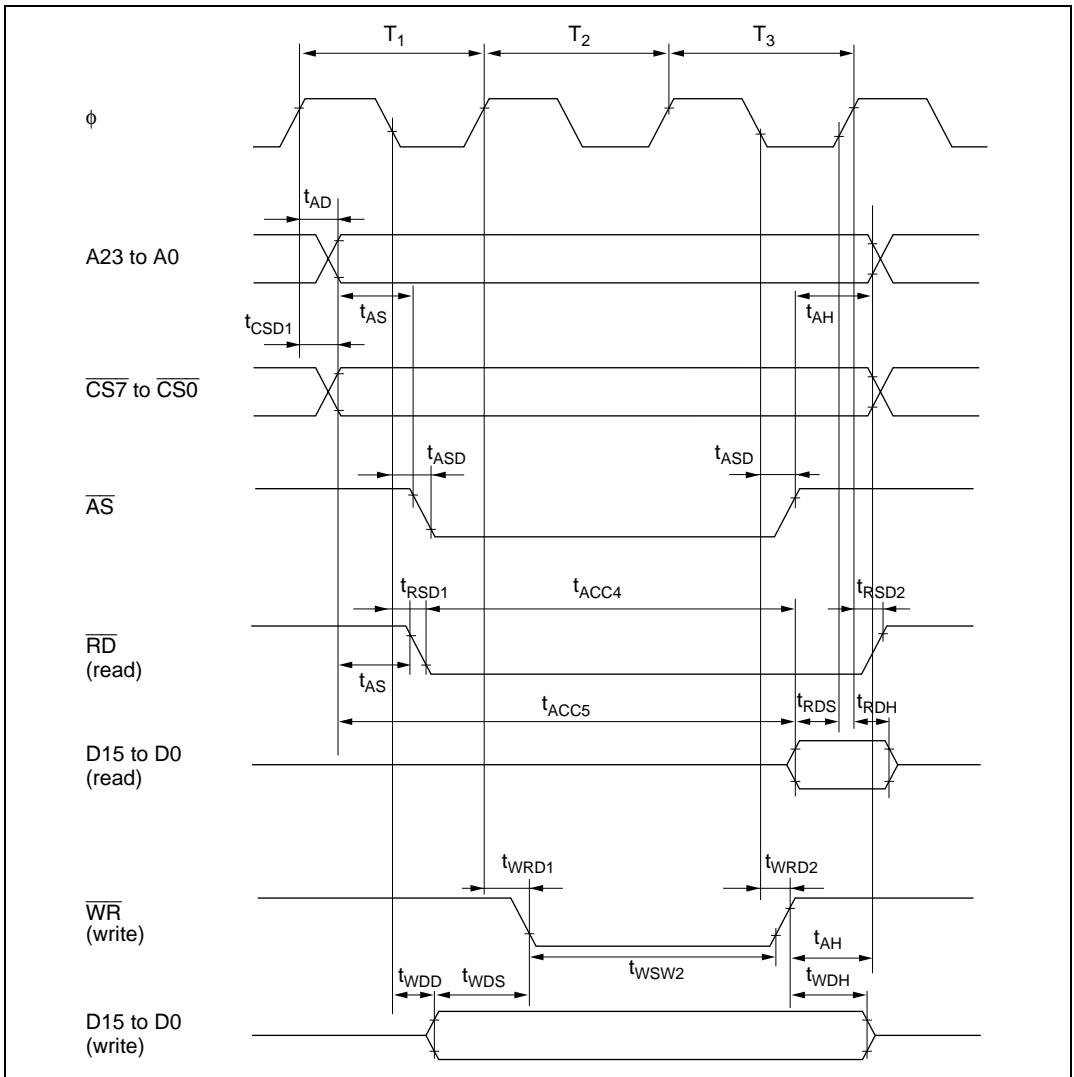 T1 T2 T3
ϕ
tAD
A23 to A0
tAS tAH
tCSD1
CS7 to CS0
tASD tASD
AS
tRSD1 tACC4 tRSD2
RD
(read)
tAS
tACC5 tRDS tRDH
D15 to D0
(read)
tWRD1 tWRD2
WR
(write)
tAH
tWSW2
tWDD tWDS tWDH
D15 to D0
(write)